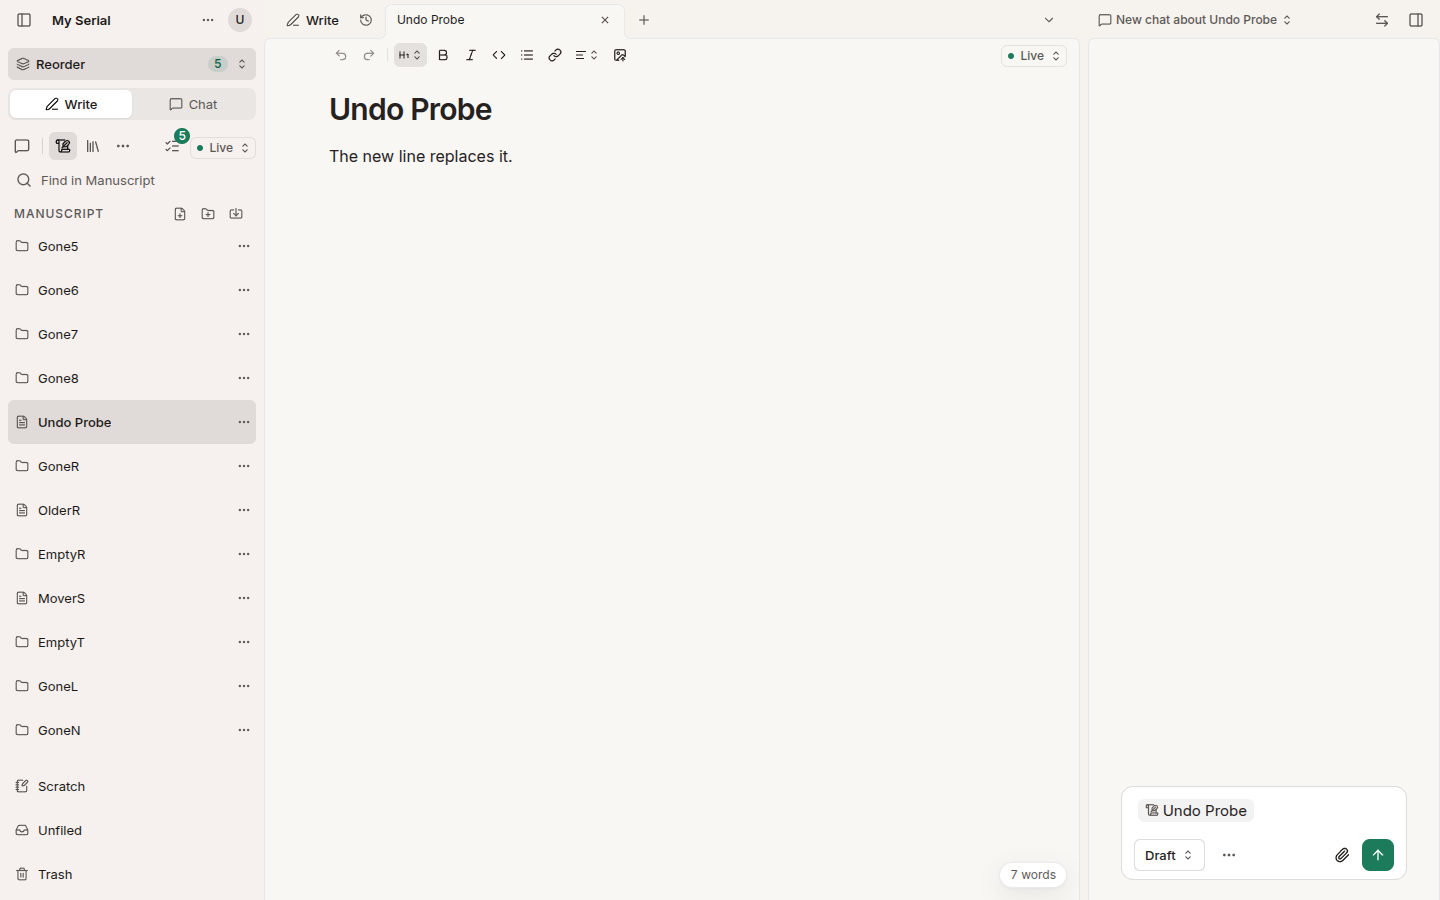 My Serial
U
Reorder
5
Write
Chat
5
Live
Find in Manuscript
MANUSCRIPT
Gone5
Gone6
Gone7
Gone8
Undo Probe
GoneR
OlderR
EmptyR
MoverS
EmptyT
GoneL
GoneN
Scratch
Unfiled
Trash
Write
Undo Probe
H1
B
I
Live
Undo Probe
The new line replaces it.
7 words
New chat about Undo Probe
Undo Probe
Draft